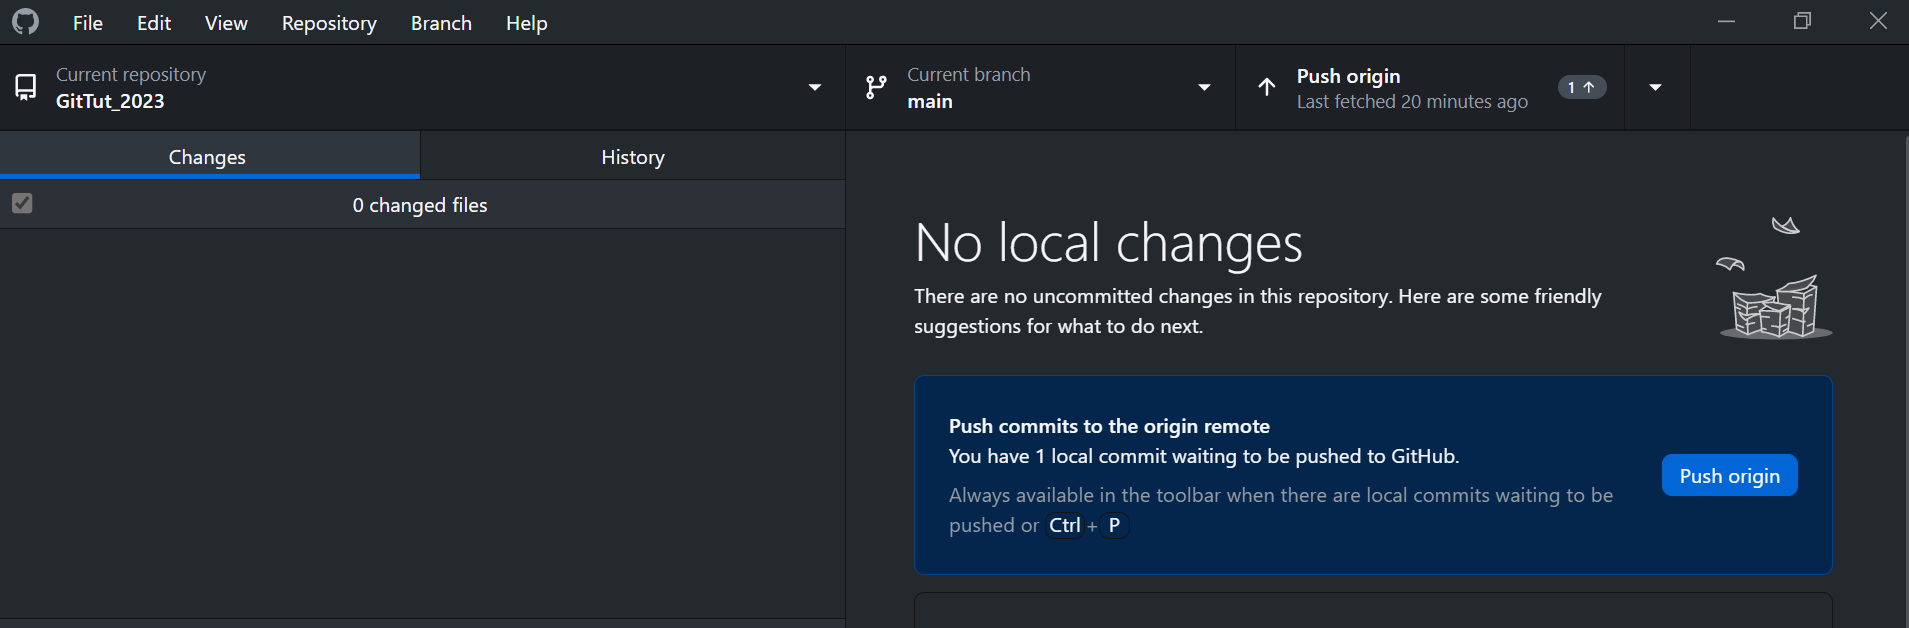 File Edit View Repository Branch Help
Current repository
GitTut_2023
Current branch
main
Push origin
Last fetched 20 minutes ago
1
Changes
History
0 changed files
No local changes
There are no uncommitted changes in this repository. Here are some friendly
suggestions for what to do next.
Push commits to the origin remote
You have 1 local commit waiting to be pushed to GitHub.
Always available in the toolbar when there are local commits waiting to be
pushed or Ctrl + P
Push origin